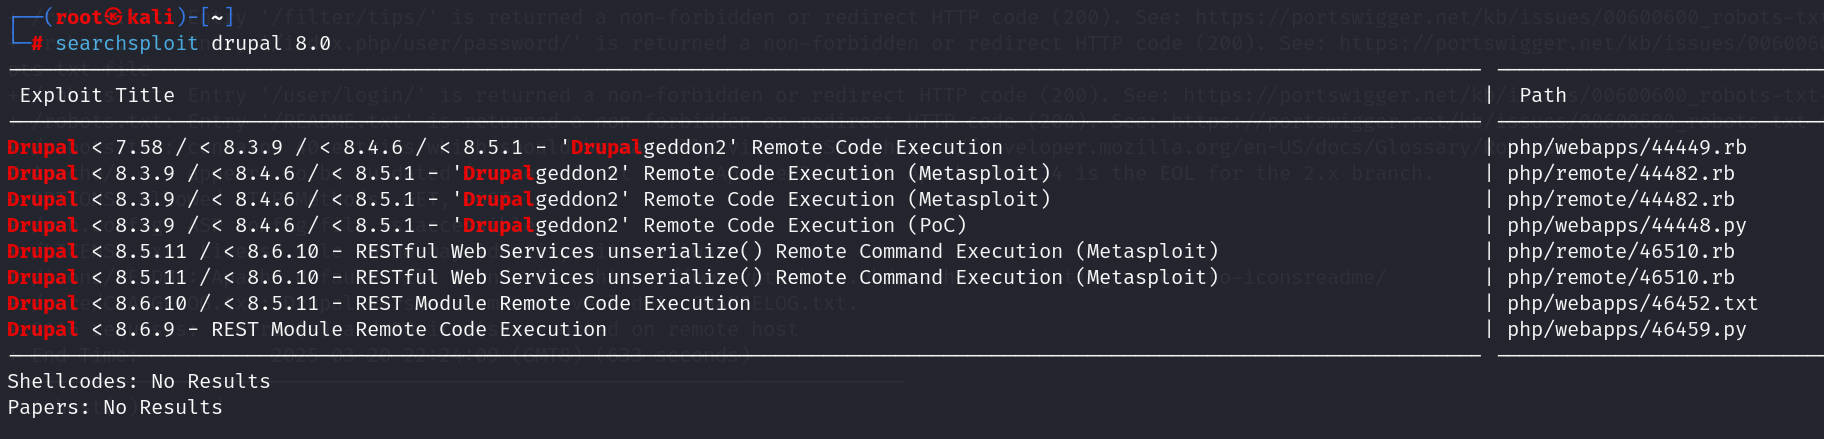 ┌──(root㉿kali)-[~]
└─# searchsploit drupal 8.0
Exploit Title | Path
Drupal < 7.58 / < 8.3.9 / < 8.4.6 / < 8.5.1 - 'Drupalgeddon2' Remote Code Execution | php/webapps/44449.rb
Drupal < 8.3.9 / < 8.4.6 / < 8.5.1 - 'Drupalgeddon2' Remote Code Execution (Metasploit) | php/remote/44482.rb
Drupal < 8.3.9 / < 8.4.6 / < 8.5.1 - 'Drupalgeddon2' Remote Code Execution (Metasploit) | php/remote/44482.rb
Drupal < 8.3.9 / < 8.4.6 / < 8.5.1 - 'Drupalgeddon2' Remote Code Execution (PoC) | php/webapps/44448.py
Drupal < 8.5.11 / < 8.6.10 - RESTful Web Services unserialize() Remote Command Execution (Metasploit) | php/remote/46510.rb
Drupal < 8.5.11 / < 8.6.10 - RESTful Web Services unserialize() Remote Command Execution (Metasploit) | php/remote/46510.rb
Drupal < 8.6.10 / < 8.5.11 - REST Module Remote Code Execution | php/webapps/46452.txt
Drupal < 8.6.9 - REST Module Remote Code Execution | php/webapps/46459.py
Shellcodes: No Results
Papers: No Results